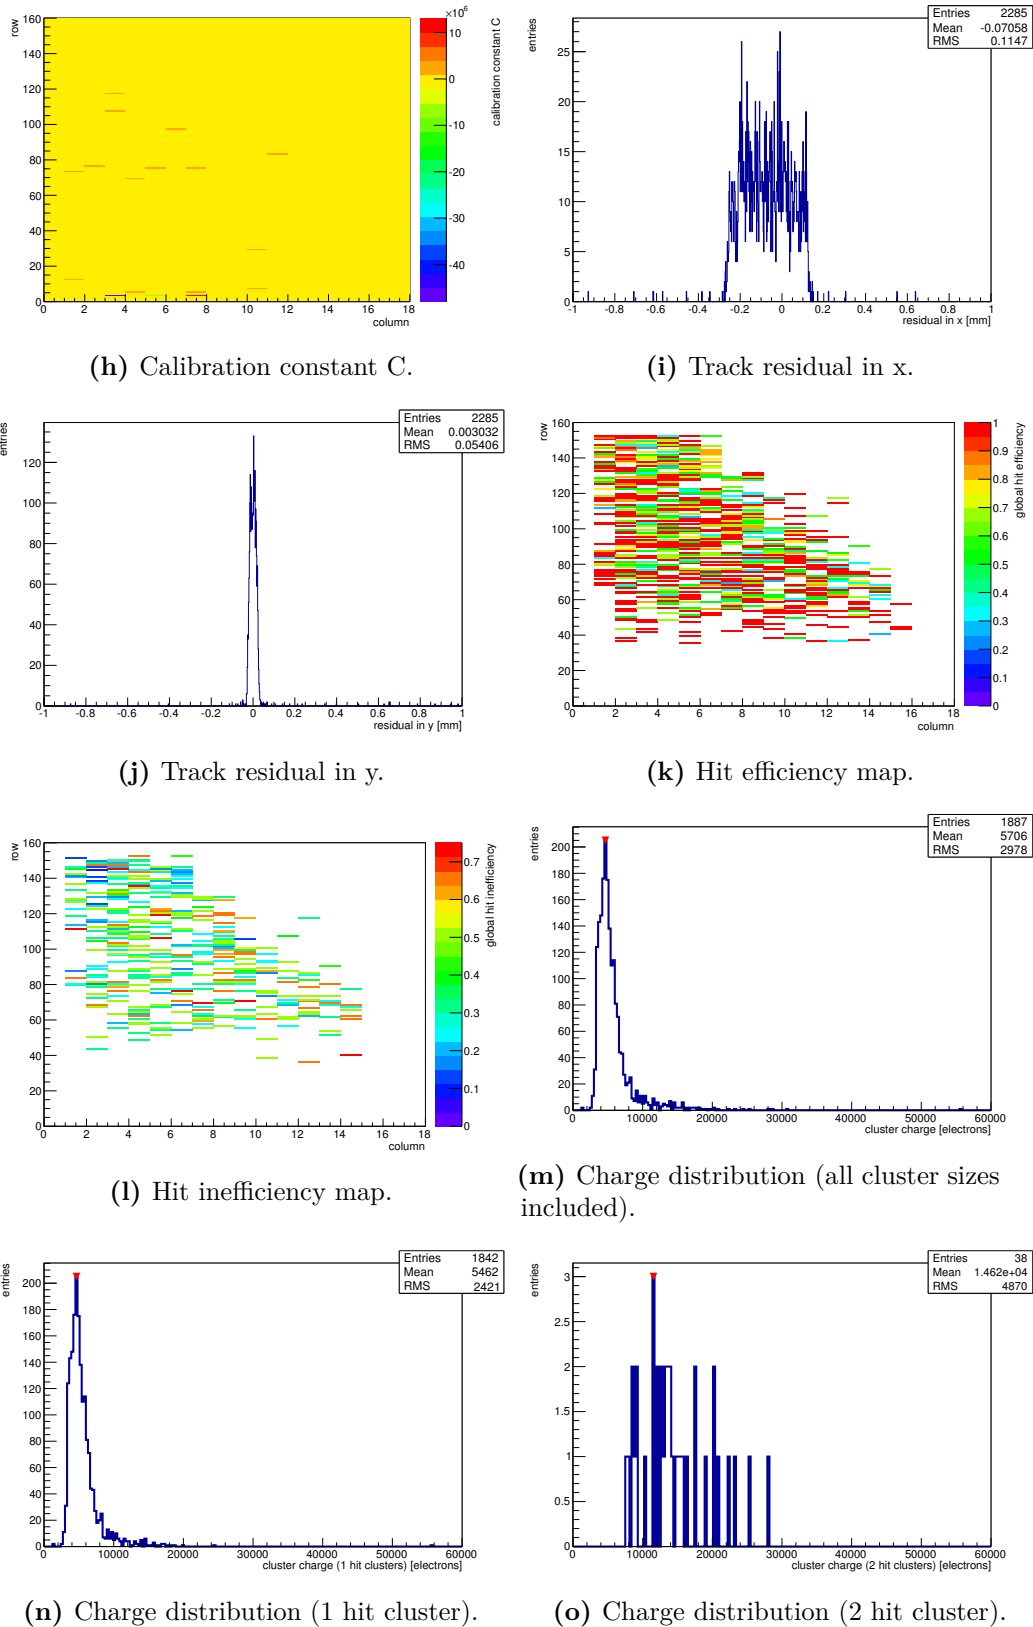 ×10⁶
row
160
140
120
100
80
60
40
20
0
0 2 4 6 8 10 12 14 16 18
column
10
0
-10
-20
-30
-40
calibration constant C
(h) Calibration constant C.
Entries 2285
Mean -0.07058
RMS 0.1147
entries
25
20
15
10
5
0
-1 -0.8 -0.6 -0.4 -0.2 0 0.2 0.4 0.6 0.8 1
residual in x [mm]
(i) Track residual in x.
Entries 2285
Mean 0.003032
RMS 0.05406
entries
120
100
80
60
40
20
0
-1 -0.8 -0.6 -0.4 -0.2 0 0.2 0.4 0.6 0.8 1
residual in y [mm]
(j) Track residual in y.
row
160
140
120
100
80
60
40
20
0
0 2 4 6 8 10 12 14 16 18
column
1
0.9
0.8
0.7
0.6
0.5
0.4
0.3
0.2
0.1
0
global hit efficiency
(k) Hit efficiency map.
row
160
140
120
100
80
60
40
20
0
0 2 4 6 8 10 12 14 16 18
column
0.7
0.6
0.5
0.4
0.3
0.2
0.1
0
global hit inefficiency
(l) Hit inefficiency map.
Entries 1887
Mean 5706
RMS 2978
entries
200
180
160
140
120
100
80
60
40
20
0
0 10000 20000 30000 40000 50000 60000
cluster charge [electrons]
(m) Charge distribution (all cluster sizes
included).
Entries 1842
Mean 5462
RMS 2421
entries
200
180
160
140
120
100
80
60
40
20
0
0 10000 20000 30000 40000 50000 60000
cluster charge (1 hit clusters) [electrons]
(n) Charge distribution (1 hit cluster).
Entries 38
Mean 1.462e+04
RMS 4870
entries
3
2.5
2
1.5
1
0.5
0
0 10000 20000 30000 40000 50000 60000
cluster charge (2 hit clusters) [electrons]
(o) Charge distribution (2 hit cluster).